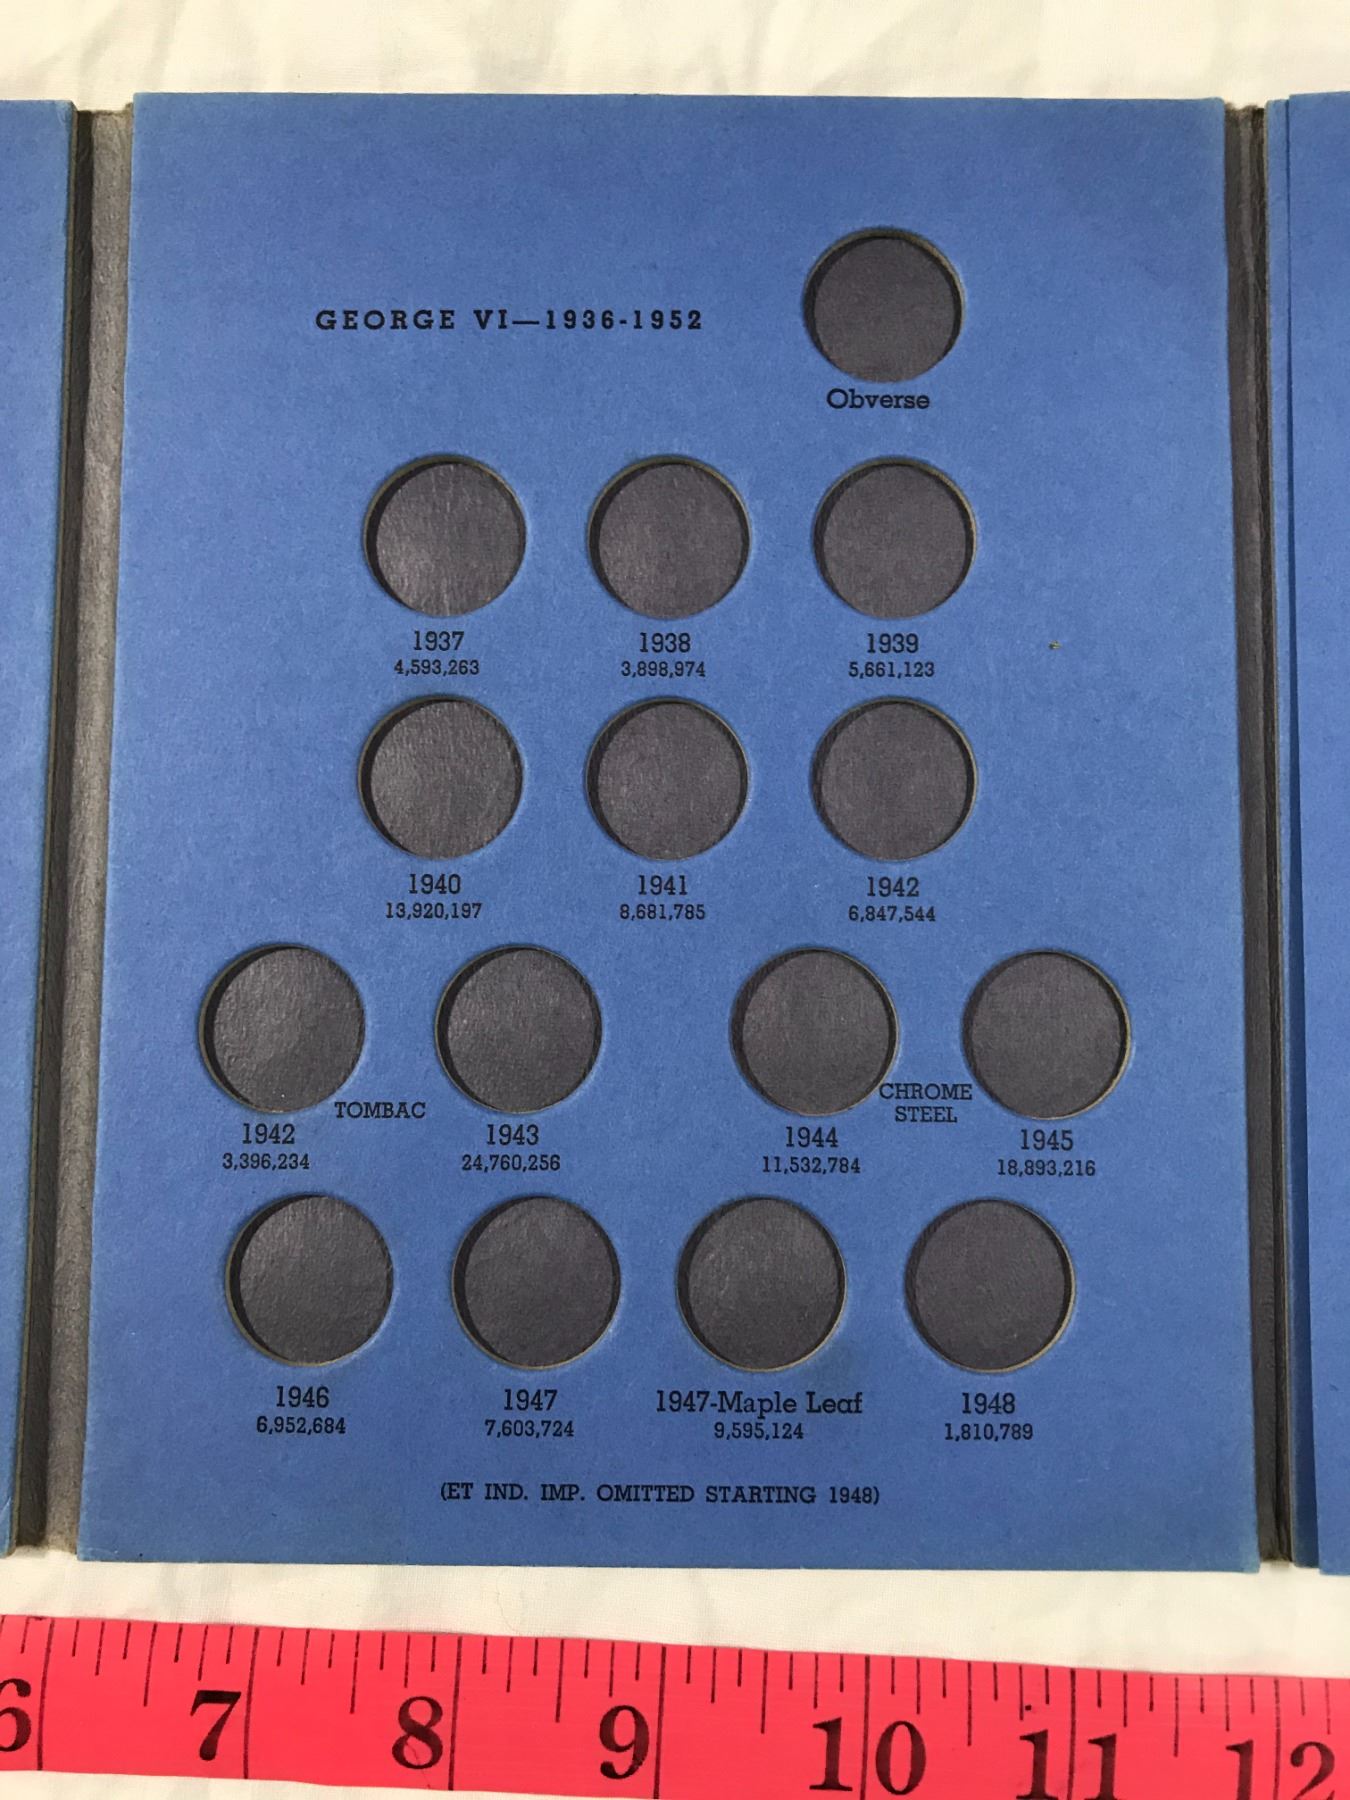 GEORGE VI—1936-1952
Obverse
1937 1938 1939
4,593,263 3,898,974 5,661,123
1940 1941 1942
13,920,197 8,681,785 6,847,544
TOMBAC CHROME
STEEL
1942 1943 1944 1945
3,396,234 24,760,256 11,532,784 18,893,216
1946 1947 1947-Maple Leaf 1948
6,952,684 7,603,724 9,595,124 1,810,789
(ET IND. IMP. OMITTED STARTING 1948)
6 7 8 9 10 11 12